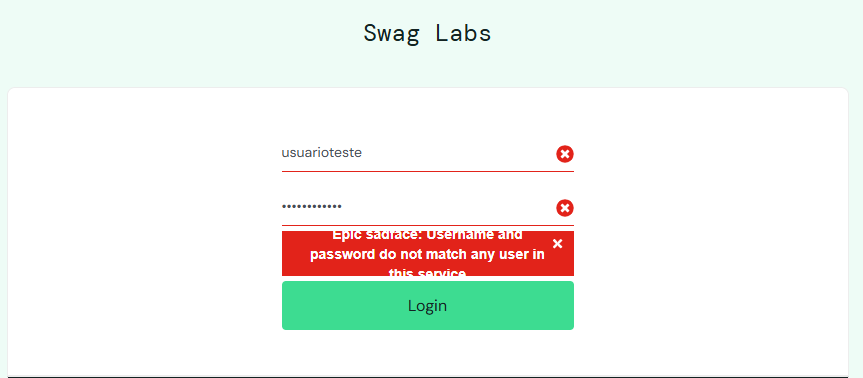 Swag Labs
usuarioteste
••••••••••••
Epic sadface: Username and
password do not match any user in
this service
Login